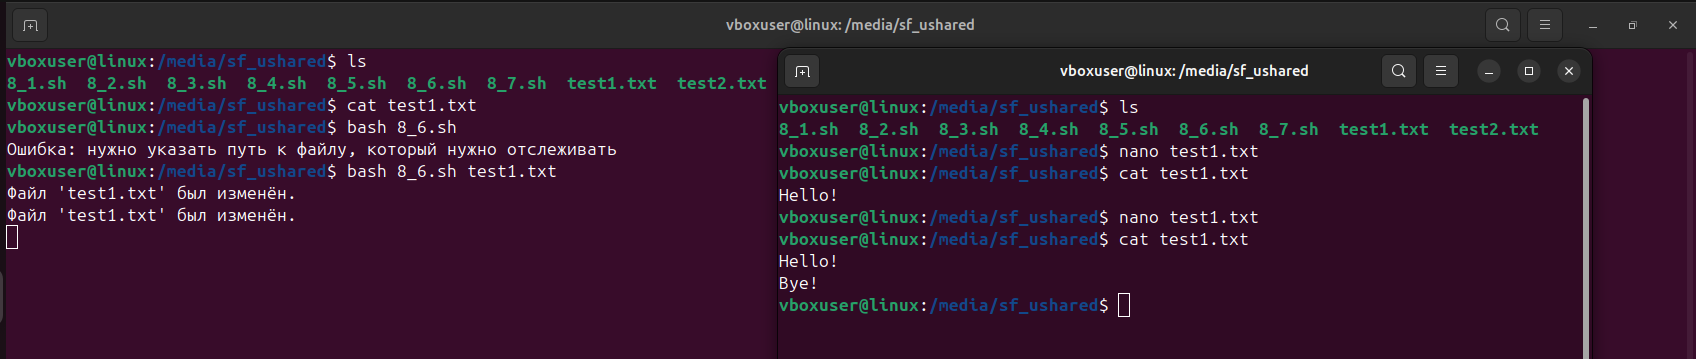 vboxuser@linux: /media/sf_ushared
vboxuser@linux:/media/sf_ushared$ ls
8_1.sh  8_2.sh  8_3.sh  8_4.sh  8_5.sh  8_6.sh  8_7.sh  test1.txt  test2.txt
vboxuser@linux:/media/sf_ushared$ cat test1.txt
vboxuser@linux:/media/sf_ushared$ bash 8_6.sh
Ошибка: нужно указать путь к файлу, который нужно отслеживать
vboxuser@linux:/media/sf_ushared$ bash 8_6.sh test1.txt
Файл 'test1.txt' был изменён.
Файл 'test1.txt' был изменён.
vboxuser@linux: /media/sf_ushared
vboxuser@linux:/media/sf_ushared$ ls
8_1.sh  8_2.sh  8_3.sh  8_4.sh  8_5.sh  8_6.sh  8_7.sh  test1.txt  test2.txt
vboxuser@linux:/media/sf_ushared$ nano test1.txt
vboxuser@linux:/media/sf_ushared$ cat test1.txt
Hello!
vboxuser@linux:/media/sf_ushared$ nano test1.txt
vboxuser@linux:/media/sf_ushared$ cat test1.txt
Hello!
Bye!
vboxuser@linux:/media/sf_ushared$